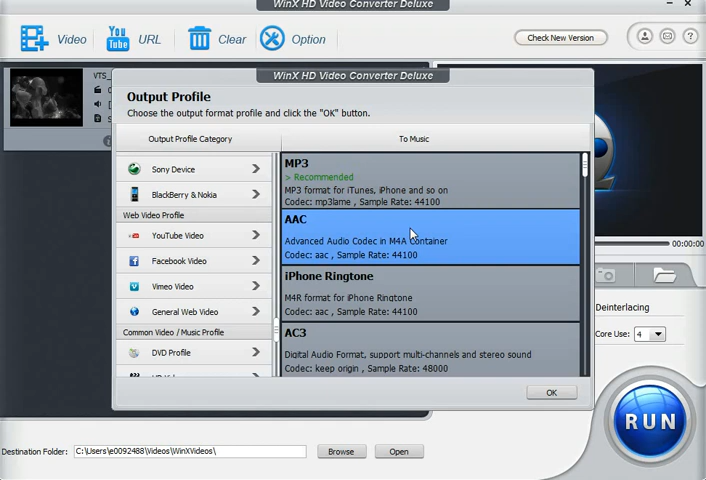 WinX HD Video Converter Deluxe
Video
You Tube
URL
Clear
Option
Check New Version
?
WinX HD Video Converter Deluxe
Output Profile
Choose the output format profile and click the "OK" button.
Output Profile Category
To Music
Sony Device
BlackBerry & Nokia
Web Video Profile
YouTube Video
Facebook Video
Vimeo Video
General Web Video
Common Video / Music Profile
DVD Profile
MP3
> Recommended
MP3 format for iTunes, iPhone and so on
Codec: mp3lame , Sample Rate: 44100
AAC
Advanced Audio Codec in M4A Container
Codec: aac , Sample Rate: 44100
iPhone Ringtone
M4R format for iPhone Ringtone
Codec: aac , Sample Rate: 44100
AC3
Digital Audio Format, support multi-channels and stereo sound
Codec: keep origin , Sample Rate: 48000
OK
VTS_
00:00:00
Deinterlacing
Core Use: 4
RUN
Destination Folder: C:\Users\e0092488\Videos\WinXVideos\
Browse
Open